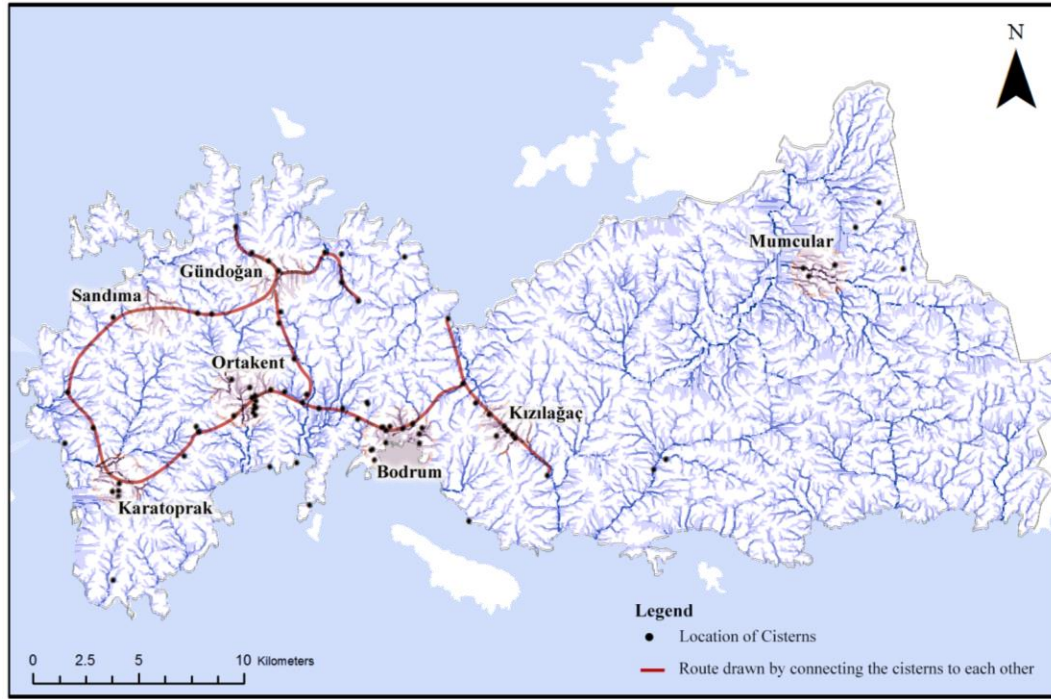 N
Mumcular
Gündoğan
Sandıma
Ortakent
Kızılağaç
Bodrum
Karatoprak
Legend
Location of Cisterns
Route drawn by connecting the cisterns to each other
0 2.5 5 10 Kilometers